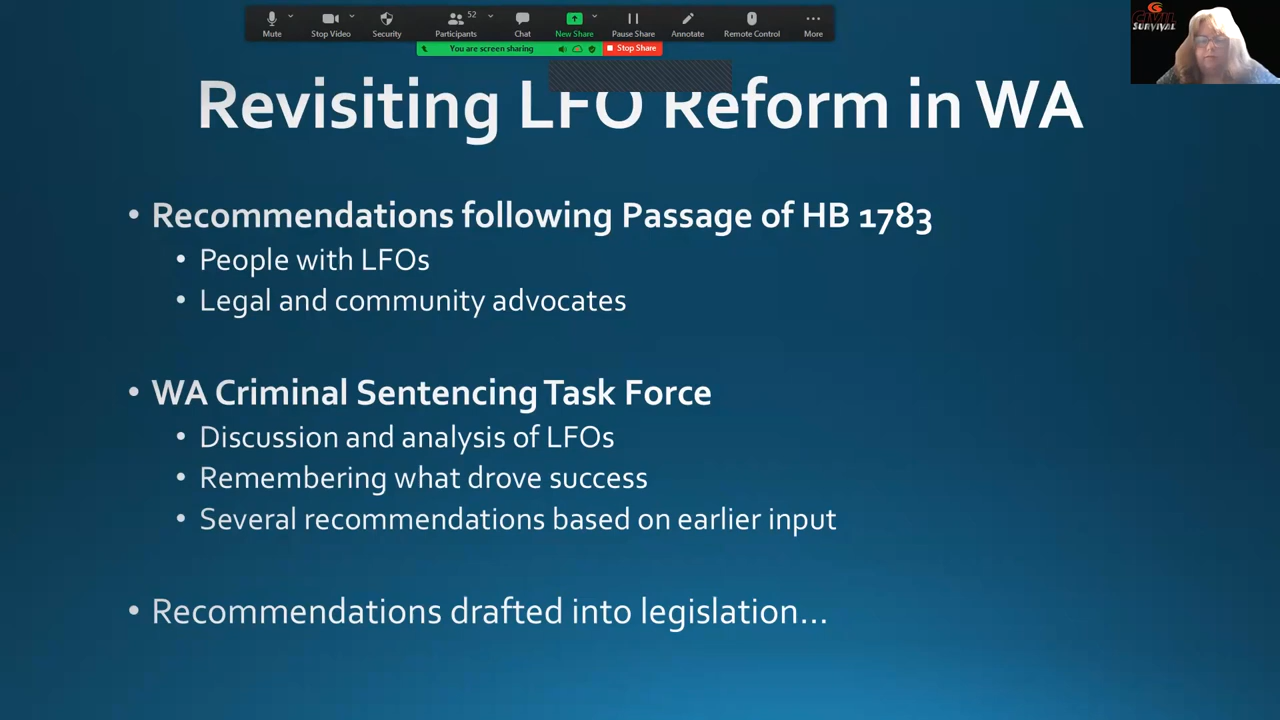 52
Mute
Stop Video
Security
Participants
Chat
New Share
Pause Share
Annotate
Remote Control
More
You are screen sharing
Stop Share
CIVIL
SURVIVAL
Revisiting LFO Reform in WA
• Recommendations following Passage of HB 1783
• People with LFOs
• Legal and community advocates
• WA Criminal Sentencing Task Force
• Discussion and analysis of LFOs
• Remembering what drove success
• Several recommendations based on earlier input
• Recommendations drafted into legislation...